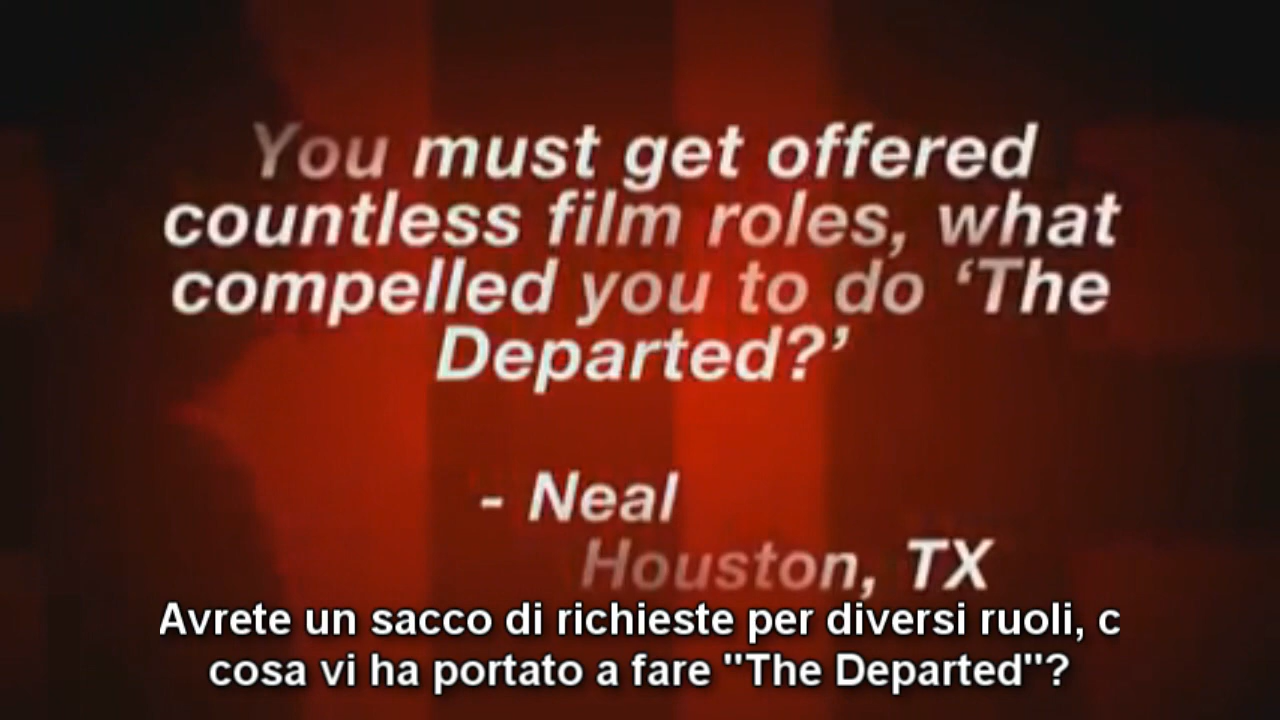 You must get offered
countless film roles, what
compelled you to do ‘The
Departed?’
- Neal
Houston, TX
Avrete un sacco di richieste per diversi ruoli, c
cosa vi ha portato a fare "The Departed"?